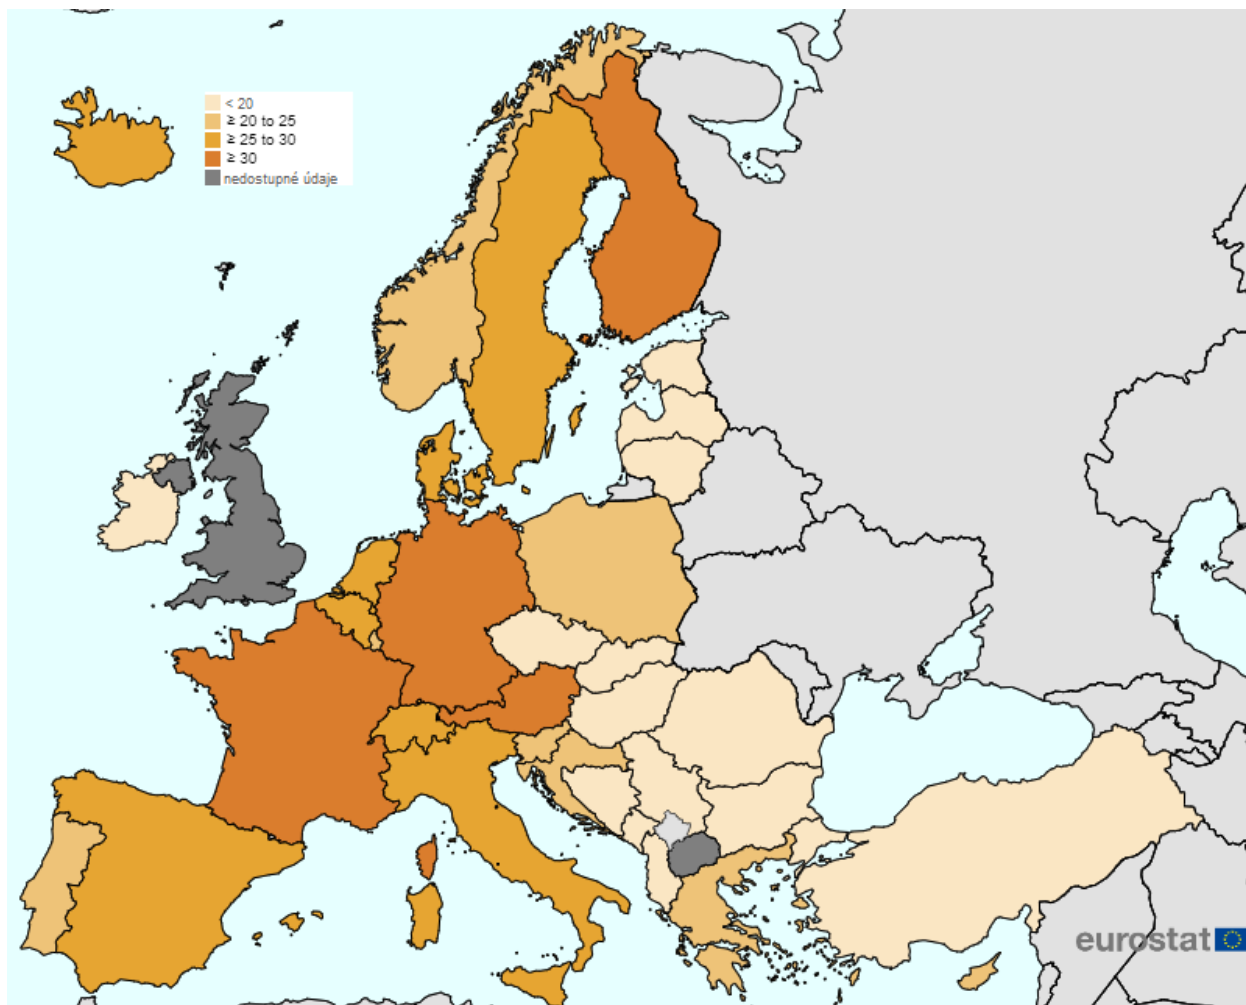 < 20
≥ 20 to 25
≥ 25 to 30
≥ 30
nedostupné údaje
eurostat